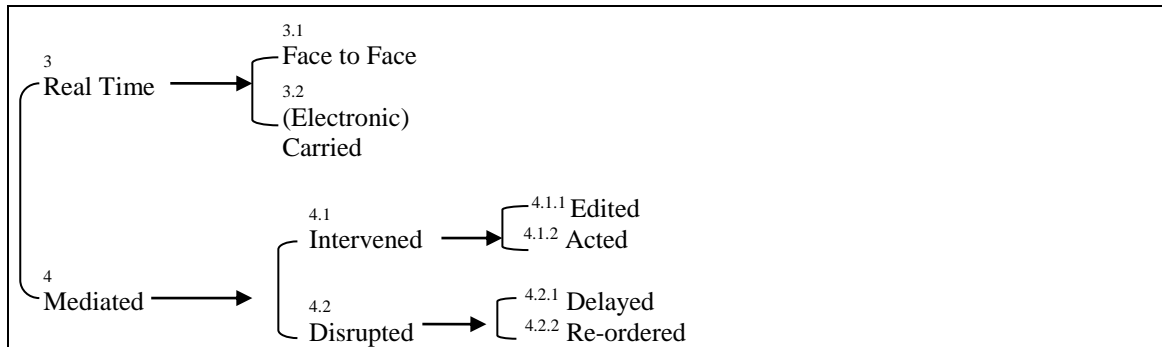 3.1
Face to Face
3
Real Time
3.2
(Electronic)
Carried
4.1.1 Edited
4.1
Intervened
4.1.2 Acted
4
Mediated
4.2.1 Delayed
4.2
Disrupted
4.2.2 Re-ordered